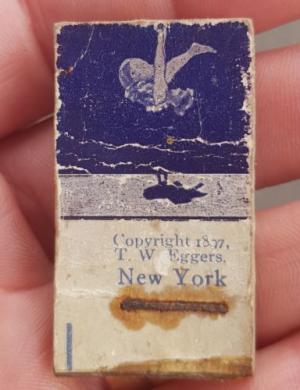 Copyright 1897,
T. W. Eggers,
New York